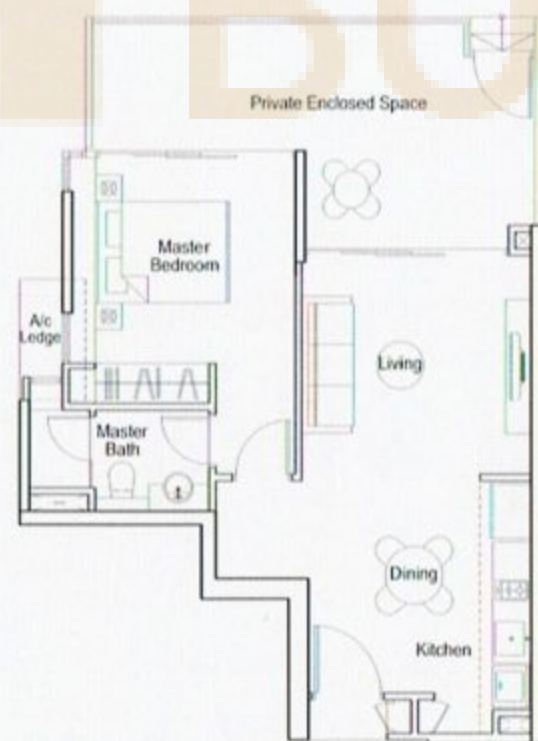 Private Enclosed Space
Master
Bedroom
A/c
Ledge
Living
Master
Bath
Dining
Kitchen